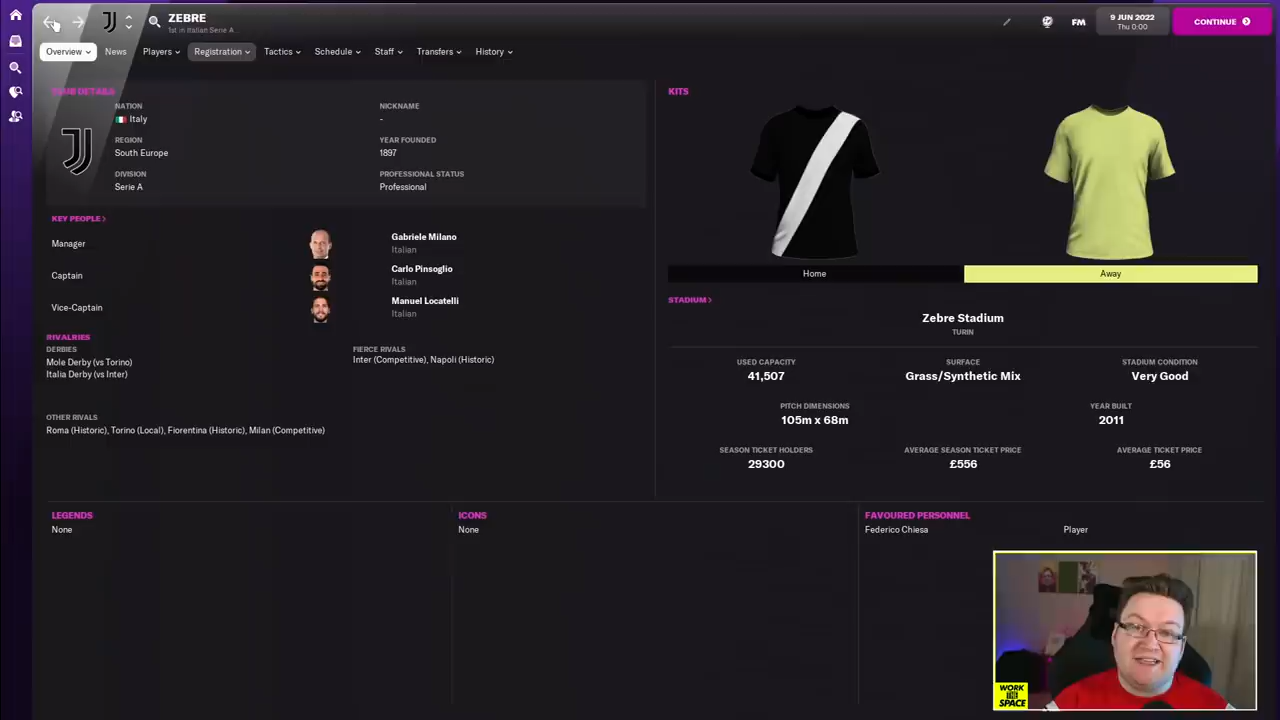 ZEBRE
1st in Italian Serie A
FM
9 JUN 2022
Thu 0:00
CONTINUE
Overview
News
Players
Registration
Tactics
Schedule
Staff
Transfers
History
TEAM DETAILS
NATION
Italy
NICKNAME
-
REGION
South Europe
YEAR FOUNDED
1897
DIVISION
Serie A
PROFESSIONAL STATUS
Professional
KEY PEOPLE >
Manager
Gabriele Milano
Italian
Captain
Carlo Pinsoglio
Italian
Vice-Captain
Manuel Locatelli
Italian
RIVALRIES
DERBIES
Mole Derby (vs Torino)
Italia Derby (vs Inter)
FIERCE RIVALS
Inter (Competitive), Napoli (Historic)
OTHER RIVALS
Roma (Historic), Torino (Local), Fiorentina (Historic), Milan (Competitive)
KITS
Home
Away
STADIUM >
Zebre Stadium
TURIN
USED CAPACITY
41,507
SURFACE
Grass/Synthetic Mix
STADIUM CONDITION
Very Good
PITCH DIMENSIONS
105m x 68m
YEAR BUILT
2011
SEASON TICKET HOLDERS
29300
AVERAGE SEASON TICKET PRICE
£556
AVERAGE TICKET PRICE
£56
LEGENDS
None
ICONS
None
FAVOURED PERSONNEL
Federico Chiesa
Player
WORK
THE
SPACE